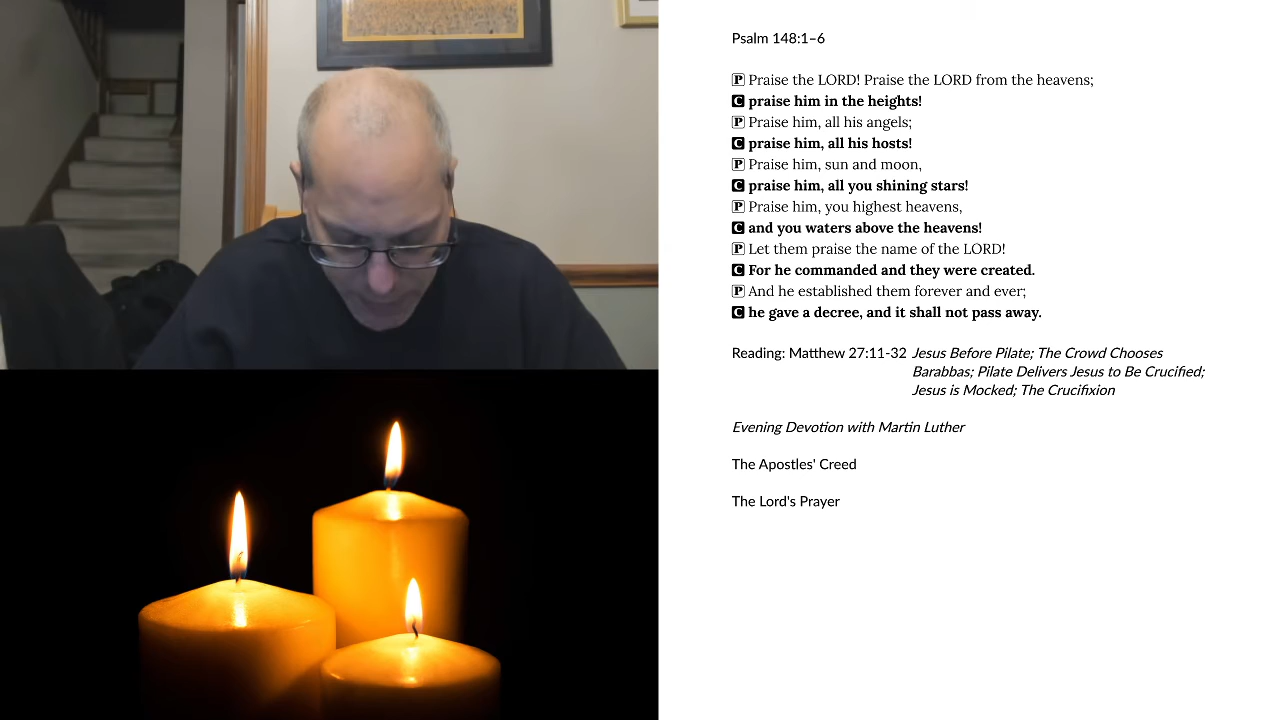 Psalm 148:1–6
P Praise the LORD! Praise the LORD from the heavens;
C praise him in the heights!
P Praise him, all his angels;
C praise him, all his hosts!
P Praise him, sun and moon,
C praise him, all you shining stars!
P Praise him, you highest heavens,
C and you waters above the heavens!
P Let them praise the name of the LORD!
C For he commanded and they were created.
P And he established them forever and ever;
C he gave a decree, and it shall not pass away.
Reading: Matthew 27:11-32 Jesus Before Pilate; The Crowd Chooses
Barabbas; Pilate Delivers Jesus to Be Crucified;
Jesus is Mocked; The Crucifixion
Evening Devotion with Martin Luther
The Apostles' Creed
The Lord's Prayer